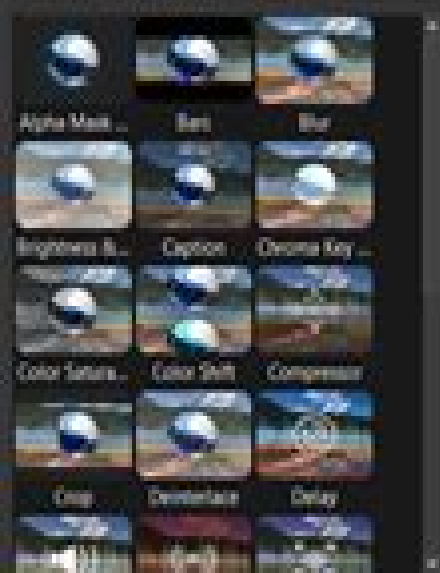 Alpha Mask ...
Bars
Blur
Brightness &...
Caption
Chroma Key ...
Color Satura...
Color Shift
Compressor
Crop
Deinterlace
Delay